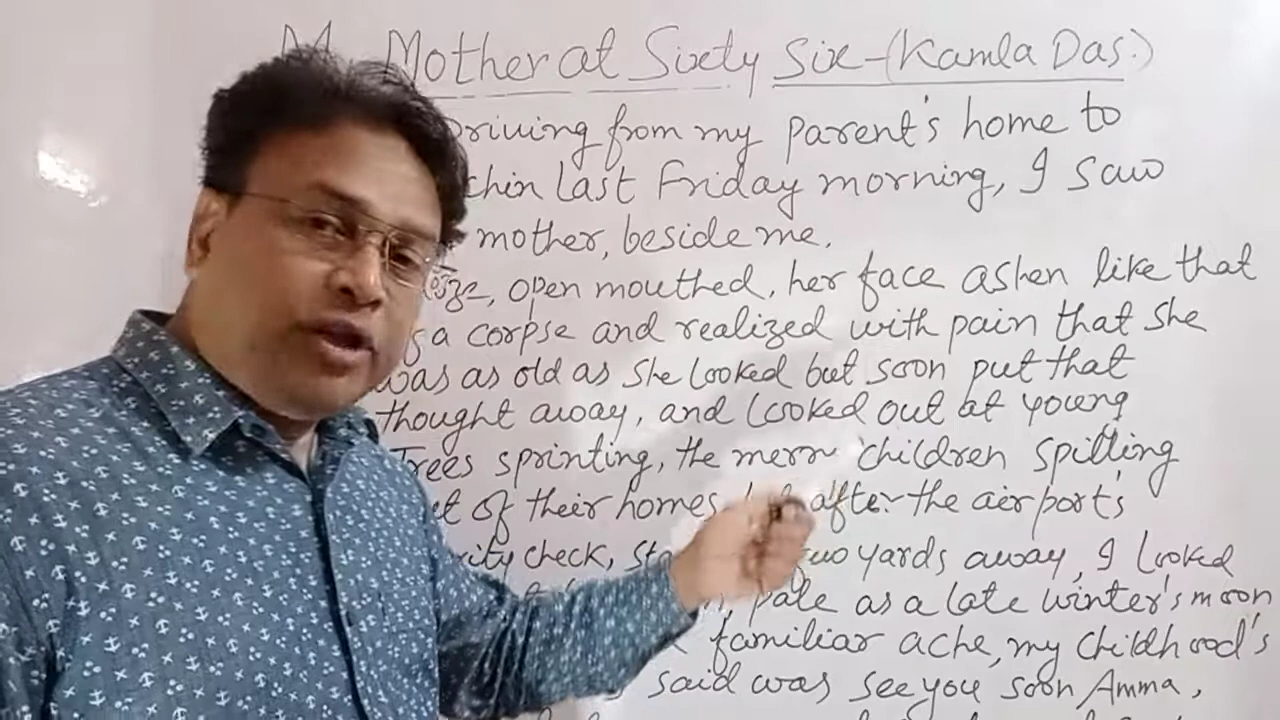 Mother at Sixty Six-(Kamla Das.)
Driving from my parent's home to
chin last Friday morning, I saw
mother, beside me,
open mouthed, her face ashen like that
a corpse and realized with pain that she
was as old as she looked but soon put that
thought away, and looked out at young
Trees sprinting, the merry children spilling
of their homes, after the airport's
check, two yards away, I looked
pale as a late winter's moon
familiar ache, my childhood's
said was see you soon Amma,